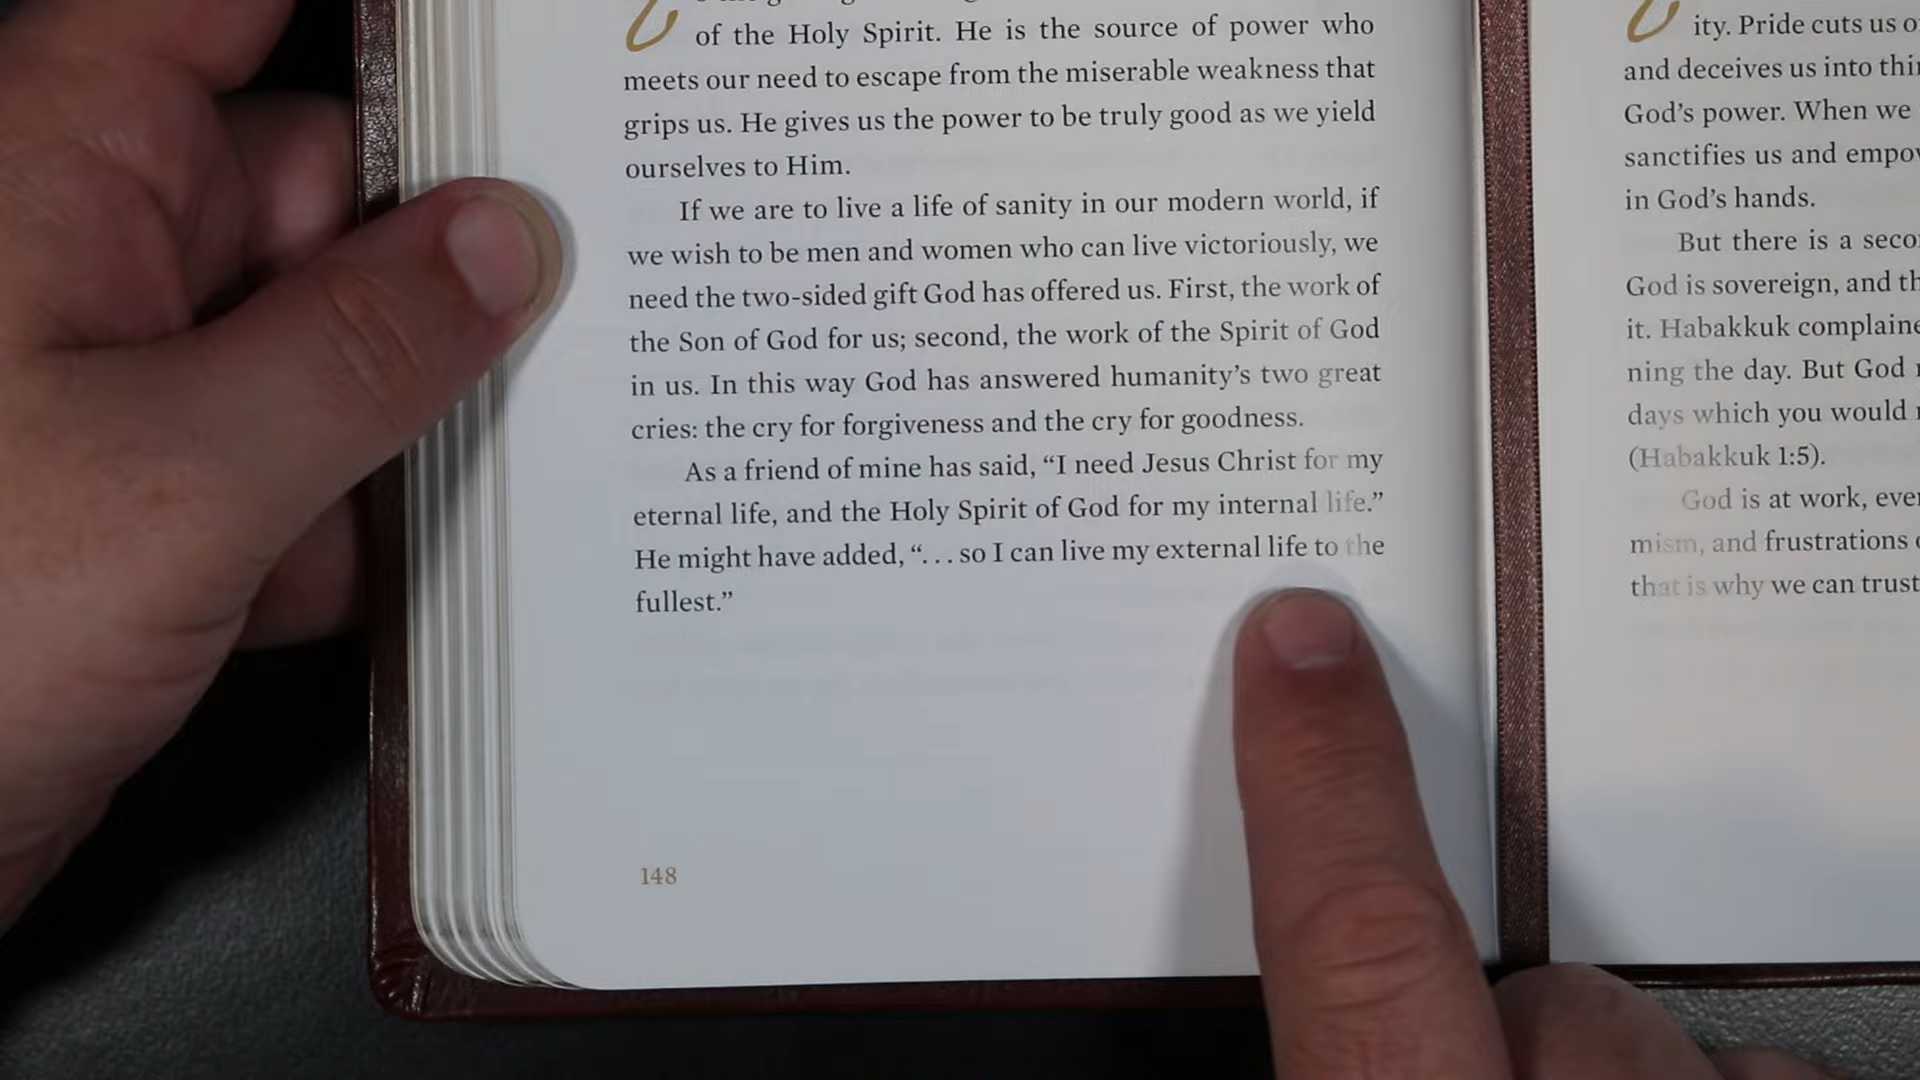 of the Holy Spirit. He is the source of power who
meets our need to escape from the miserable weakness that
grips us. He gives us the power to be truly good as we yield
ourselves to Him.
If we are to live a life of sanity in our modern world, if
we wish to be men and women who can live victoriously, we
need the two-sided gift God has offered us. First, the work of
the Son of God for us; second, the work of the Spirit of God
in us. In this way God has answered humanity’s two great
cries: the cry for forgiveness and the cry for goodness.
As a friend of mine has said, “I need Jesus Christ for my
eternal life, and the Holy Spirit of God for my internal life.”
He might have added, “. . . so I can live my external life to the
fullest.”
148
ity. Pride cuts us
and deceives us into
God’s power. When we
sanctifies us and
in God’s hands.
But there is a
God is sovereign, and
it. Habakkuk
ning the day. But God
days which you would
(Habakkuk 1:5).
God is at work,
mism, and frustrations
that is why we can trust